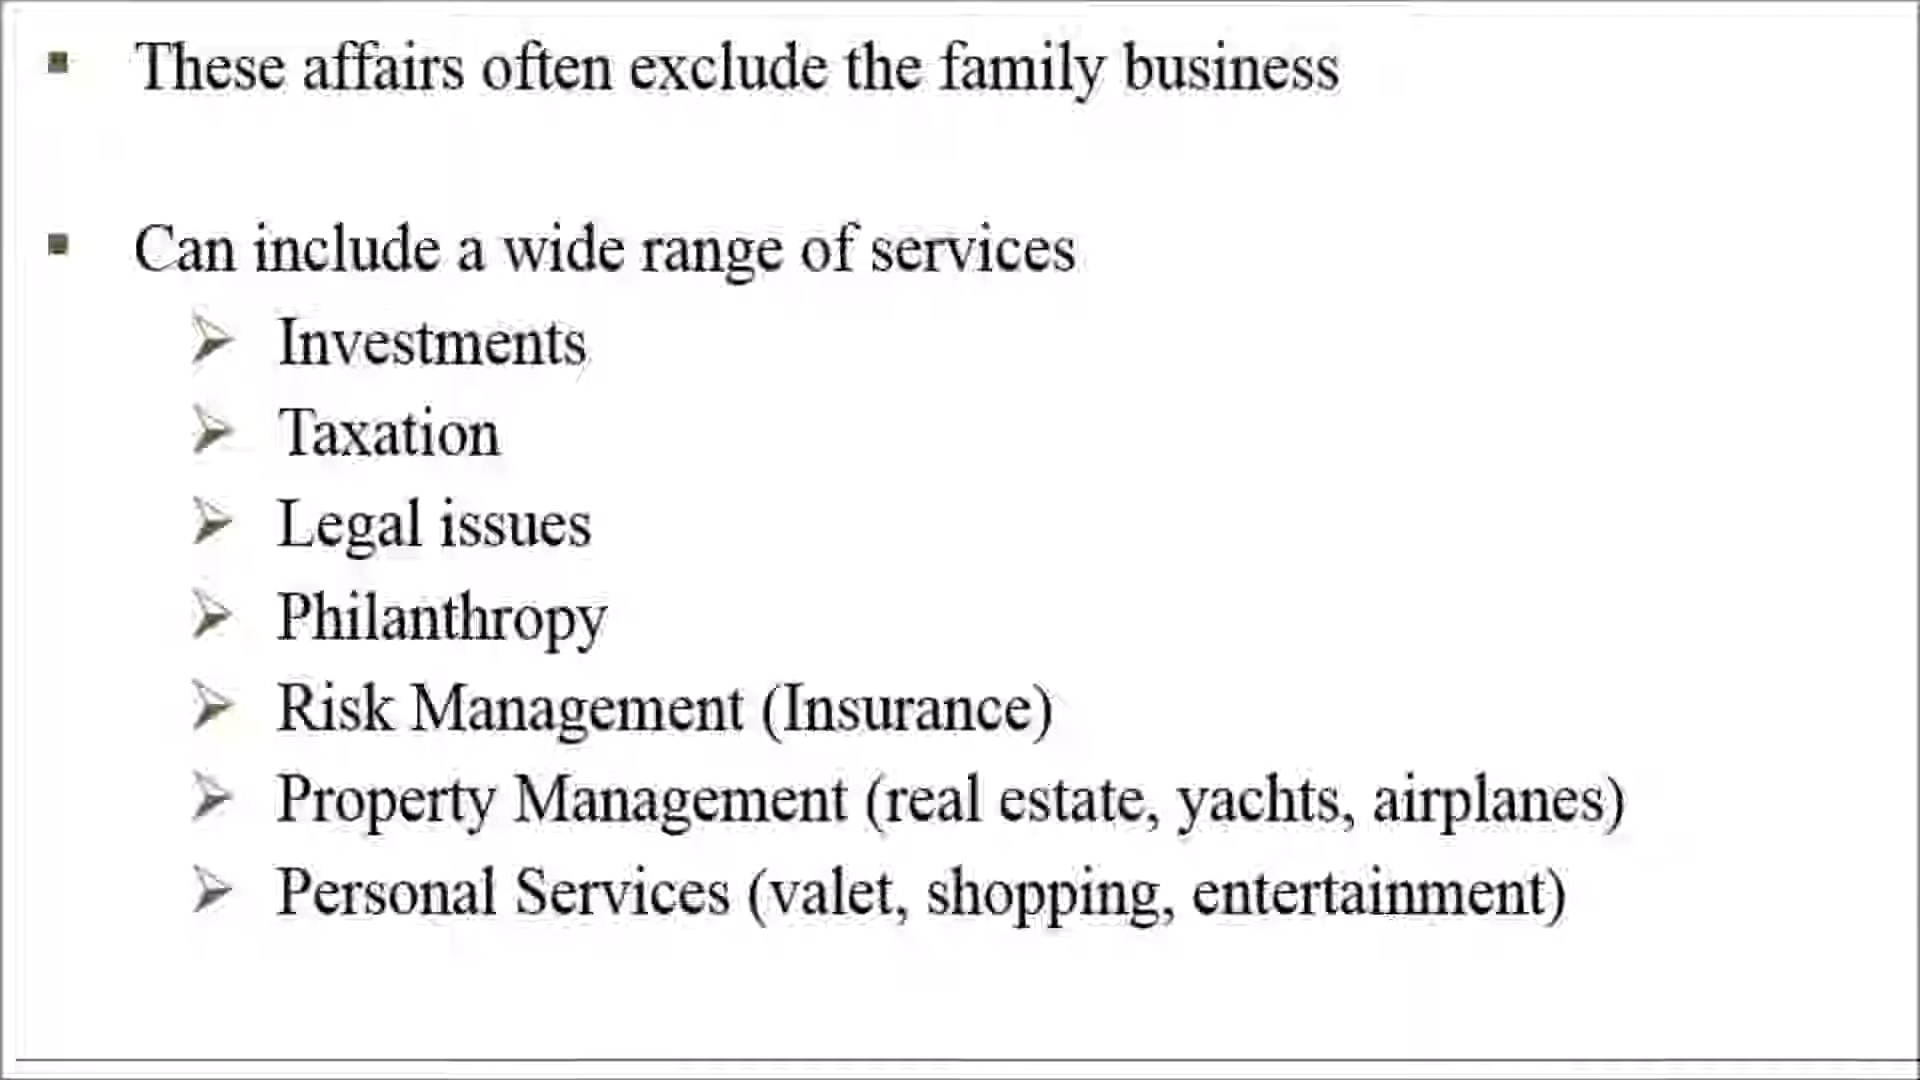 These affairs often exclude the family business
Can include a wide range of services
Investments
Taxation
Legal issues
Philanthropy
Risk Management (Insurance)
Property Management (real estate, yachts, airplanes)
Personal Services (valet, shopping, entertainment)